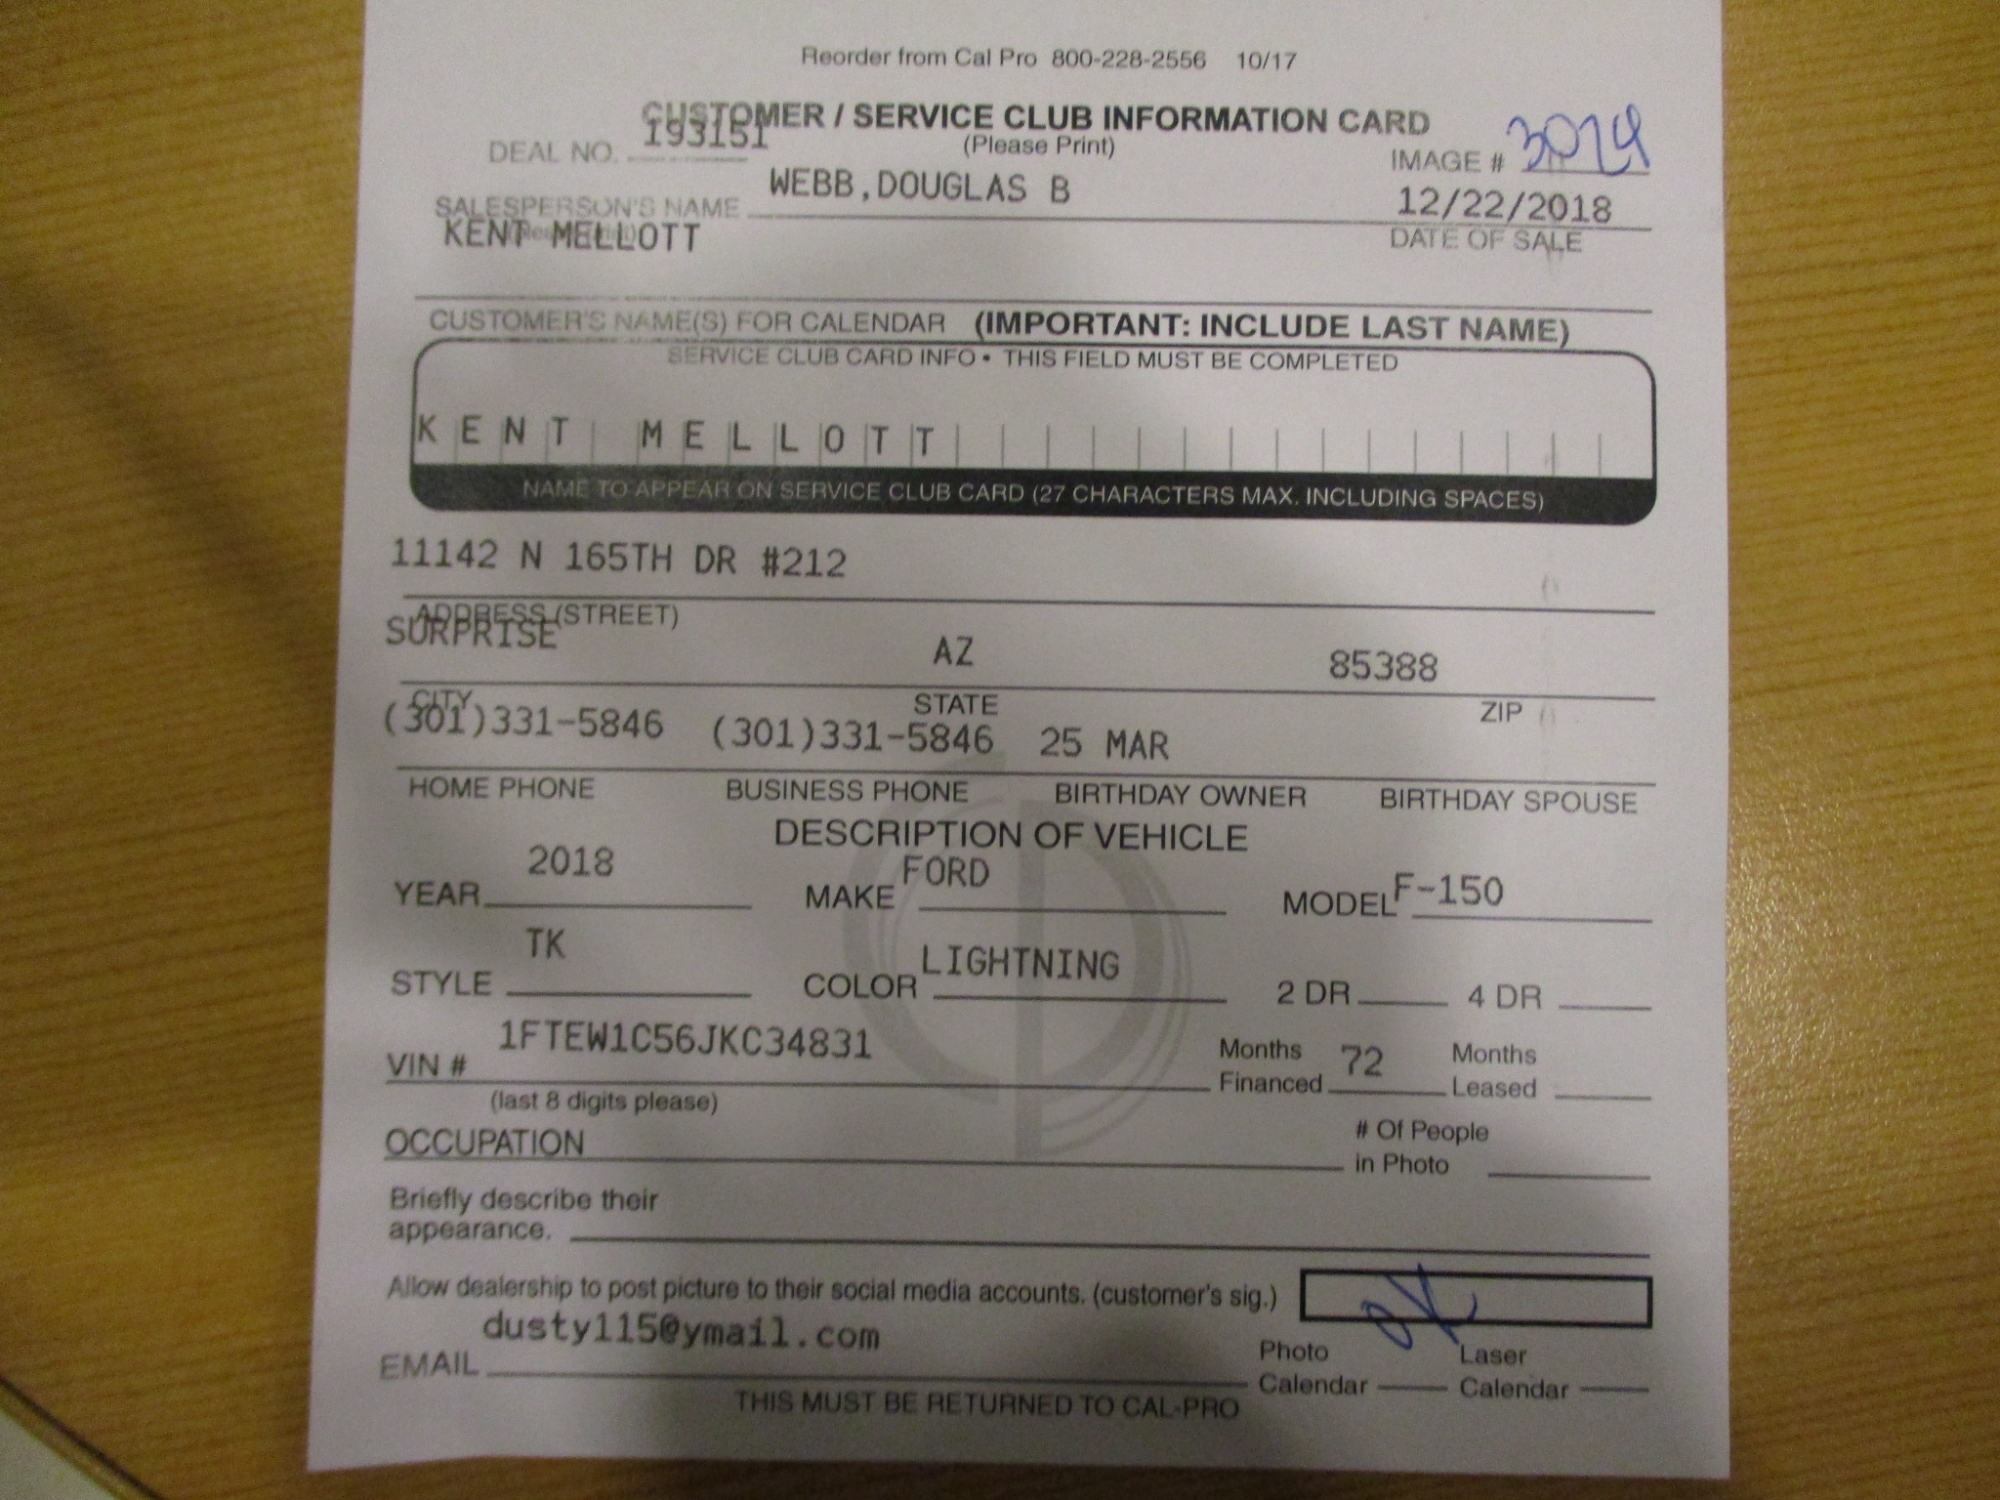 Reorder from Cal Pro 800-228-2556 10/17
CUSTOMER / SERVICE CLUB INFORMATION CARD
(Please Print)
DEAL NO. 193151
IMAGE # 3024
SALESPERSON'S NAME WEBB,DOUGLAS B
12/22/2018
DATE OF SALE
KENT MELLOTT
CUSTOMER'S NAME(S) FOR CALENDAR (IMPORTANT: INCLUDE LAST NAME)
SERVICE CLUB CARD INFO • THIS FIELD MUST BE COMPLETED
KENT MELLOTT
NAME TO APPEAR ON SERVICE CLUB CARD (27 CHARACTERS MAX. INCLUDING SPACES)
11142 N 165TH DR #212
ADDRESS (STREET)
SURPRISE AZ 85388
CITY STATE ZIP
(301)331-5846 (301)331-5846 25 MAR
HOME PHONE BUSINESS PHONE BIRTHDAY OWNER BIRTHDAY SPOUSE
DESCRIPTION OF VEHICLE
YEAR 2018 MAKE FORD MODEL F-150
STYLE TK COLOR LIGHTNING 2 DR 4 DR
VIN # 1FTEW1C56JKC34831 Months Financed 72 Months Leased
(last 8 digits please)
OCCUPATION # Of People in Photo
Briefly describe their
appearance.
Allow dealership to post picture to their social media accounts. (customer's sig.) OK
EMAIL dusty115@ymail.com Photo Calendar Laser Calendar
THIS MUST BE RETURNED TO CAL-PRO